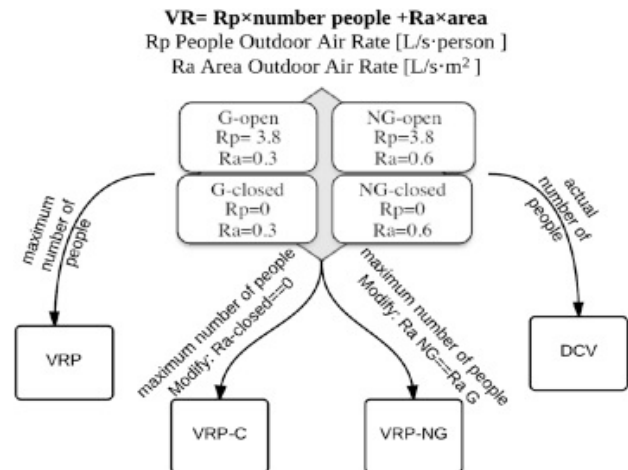 VR= Rp×number people +Ra×area
Rp People Outdoor Air Rate [L/s·person ]
Ra Area Outdoor Air Rate [L/s·m² ]
G-open
Rp= 3.8
Ra=0.3
NG-open
Rp=3.8
Ra=0.6
G-closed
Rp=0
Ra=0.3
NG-closed
Rp=0
Ra=0.6
maximum
number of
people
actual
number of
people
maximum number of people
Modify: Ra-closed==0
maximum number of people
Modify: Ra NG==Ra G
VRP
DCV
VRP-C
VRP-NG